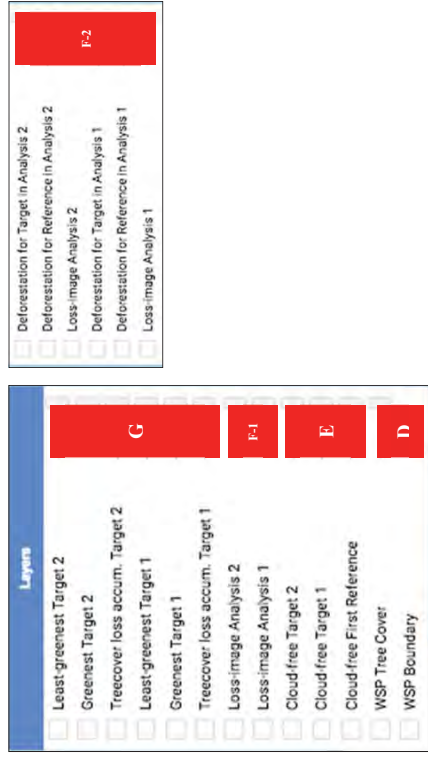 Layers
Least-greenest Target 2
Greenest Target 2
Treecover loss accum. Target 2
Least-greenest Target 1
Greenest Target 1
Treecover loss accum. Target 1
G
Loss-image Analysis 2
Loss-image Analysis 1
F-1
Cloud-free Target 2
Cloud-free Target 1
Cloud-free First Reference
E
WSP Tree Cover
WSP Boundary
D
Deforestation for Target in Analysis 2
Deforestation for Reference in Analysis 2
Loss-image Analysis 2
Deforestation for Target in Analysis 1
Deforestation for Reference in Analysis 1
Loss-image Analysis 1
F-2